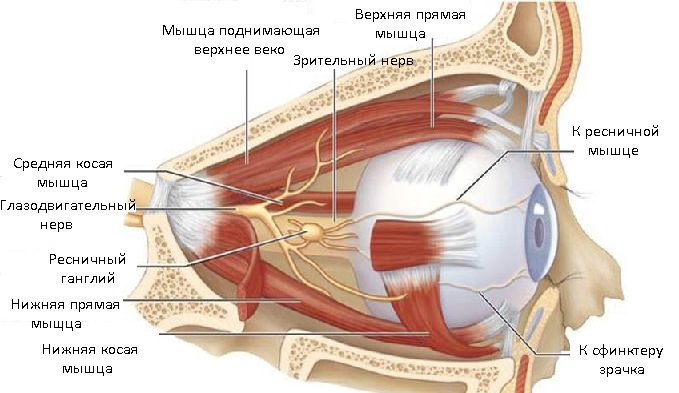 Мышца поднимающая
верхнее веко
Верхняя прямая
мышца
Зрительный нерв
К ресничной
мышце
Средняя косая
мышца
Глазодвигательный
нерв
Ресничный
ганглий
Нижняя прямая
мыщца
Нижняя косая
мышца
К сфинктеру
зрачка